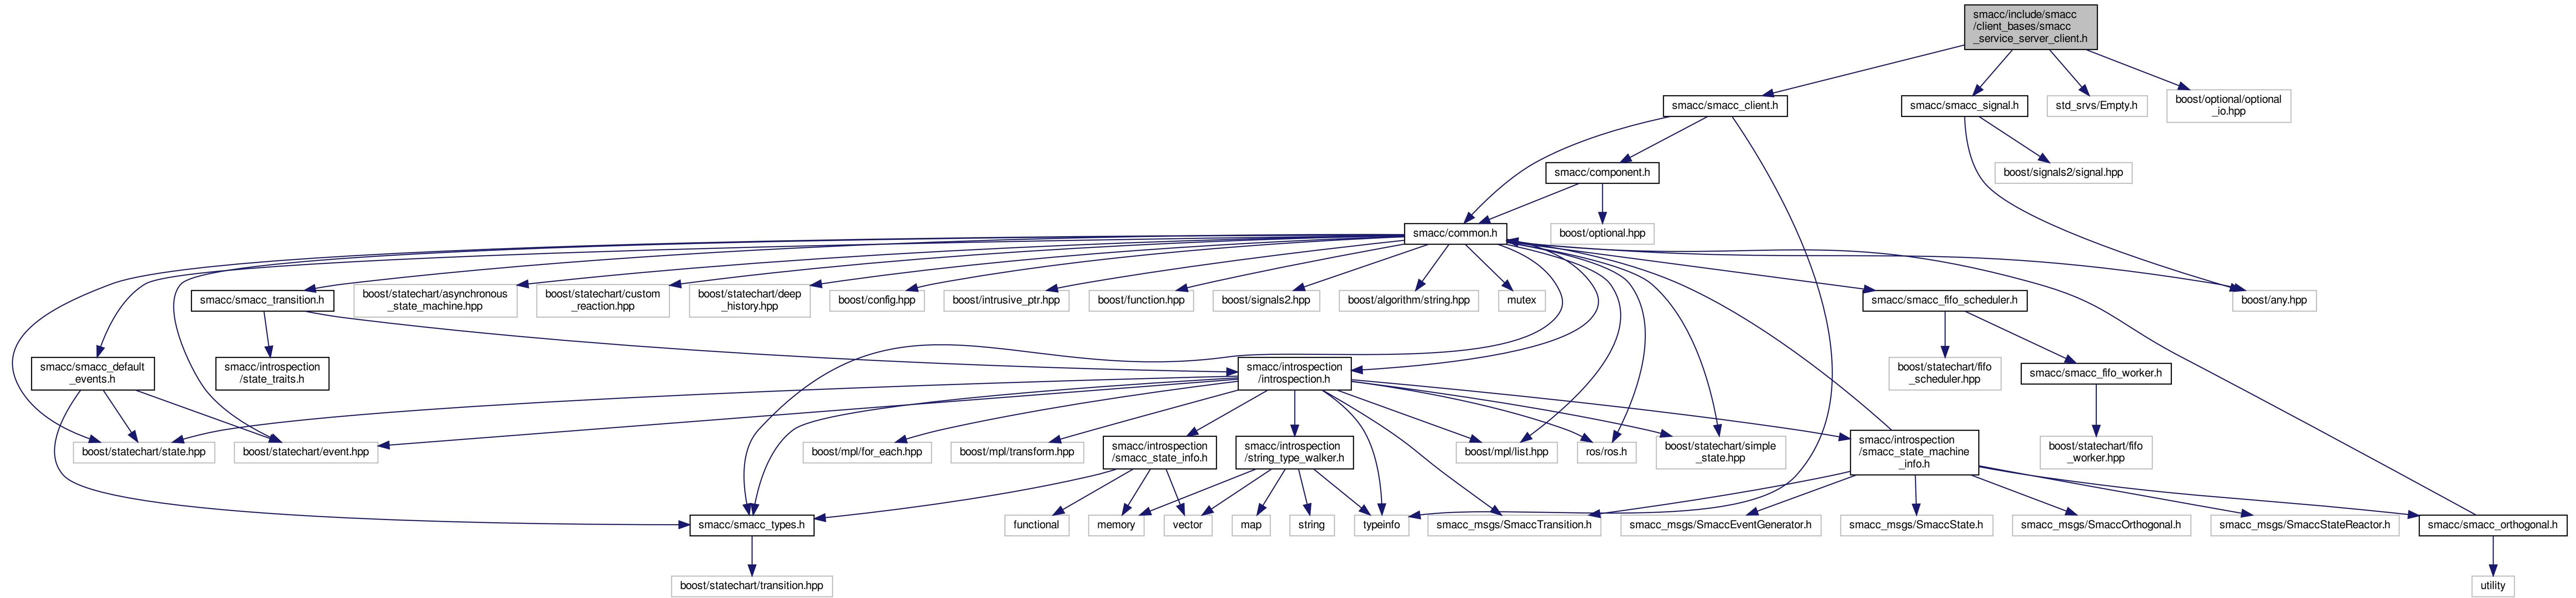 smacc/include/smacc
/client_bases/smacc
_service_server_client.h
smacc/smacc_client.h
smacc/smacc_signal.h
std_srvs/Empty.h
boost/optional/optional
_io.hpp
smacc/component.h
boost/signals2/signal.hpp
smacc/common.h
boost/optional.hpp
smacc/smacc_transition.h
boost/statechart/asynchronous
_state_machine.hpp
boost/statechart/custom
_reaction.hpp
boost/statechart/deep
_history.hpp
boost/config.hpp
boost/intrusive_ptr.hpp
boost/function.hpp
boost/signals2.hpp
boost/algorithm/string.hpp
mutex
smacc/smacc_fifo_scheduler.h
boost/any.hpp
smacc/smacc_default
_events.h
smacc/introspection
/state_traits.h
smacc/introspection
/introspection.h
boost/statechart/fifo
_scheduler.hpp
smacc/smacc_fifo_worker.h
boost/statechart/state.hpp
boost/statechart/event.hpp
boost/mpl/for_each.hpp
boost/mpl/transform.hpp
smacc/introspection
/smacc_state_info.h
smacc/introspection
/string_type_walker.h
boost/mpl/list.hpp
ros/ros.h
boost/statechart/simple
_state.hpp
smacc/introspection
/smacc_state_machine
_info.h
boost/statechart/fifo
_worker.hpp
smacc/smacc_types.h
functional
memory
vector
map
string
typeinfo
smacc_msgs/SmaccTransition.h
smacc_msgs/SmaccEventGenerator.h
smacc_msgs/SmaccState.h
smacc_msgs/SmaccOrthogonal.h
smacc_msgs/SmaccStateReactor.h
smacc/smacc_orthogonal.h
boost/statechart/transition.hpp
utility